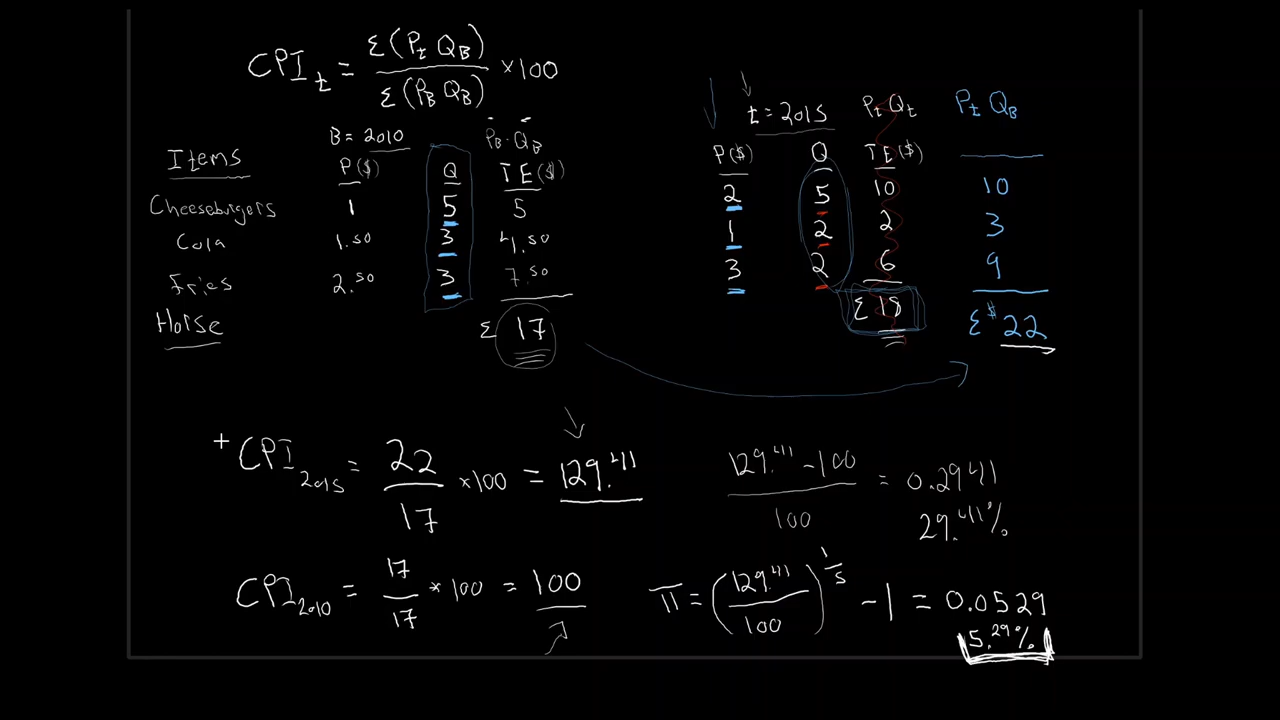 CPI_t = Σ(P_t Q_B) / Σ(P_B Q_B) × 100
B = 2010 P_B·Q_B
Items P($) Q TE($)
Cheeseburgers 1 5 5
Cola 1.50 3 4.50
Fries 2.50 3 7.50
Horse
Σ 17
t = 2015 P_t Q_t P_t Q_B
P($) Q TE($)
2 5 10 10
1 2 2 3
3 2 6 9
Σ 18 Σ $22
+ CPI_2015 = 22/17 × 100 = 129.41
CPI_2010 = 17/17 * 100 = 100
129.41 - 100 / 100 = 0.2941
29.41%
π = (129.41/100)^1/5 - 1 = 0.0529
5.29%